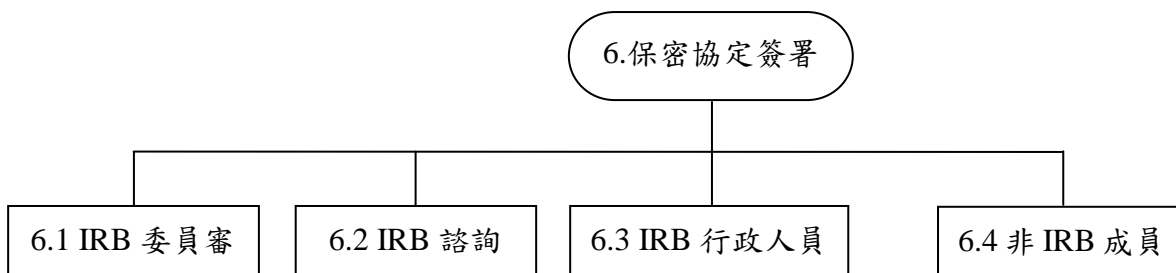 6.保密協定簽署
6.1 IRB 委員審
6.2 IRB 諮詢
6.3 IRB 行政人員
6.4 非 IRB 成員